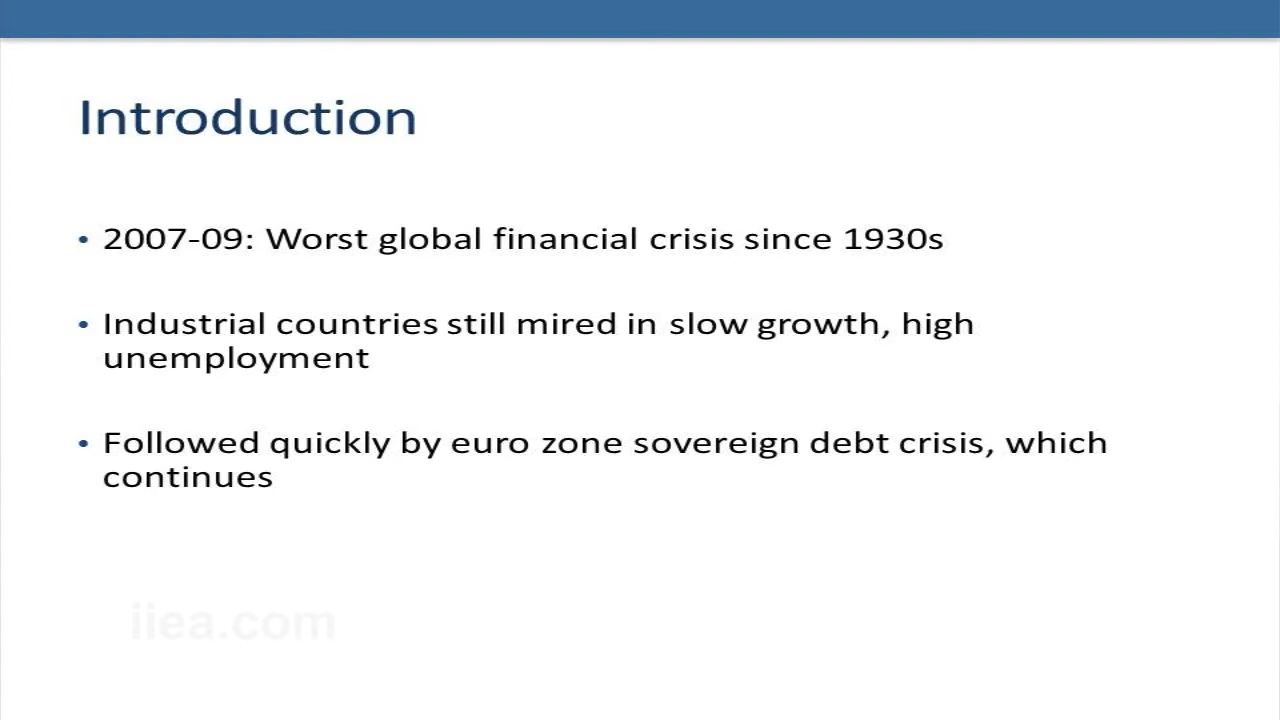 Introduction
• 2007-09: Worst global financial crisis since 1930s
• Industrial countries still mired in slow growth, high
unemployment
• Followed quickly by euro zone sovereign debt crisis, which
continues
iiea.com